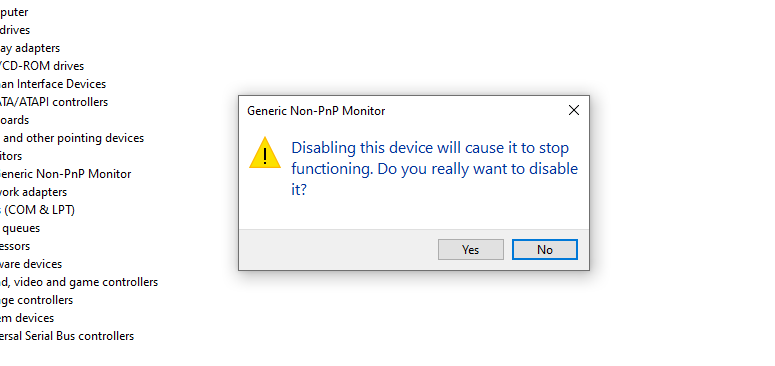 puter
drives
ay adapters
/CD-ROM drives
an Interface Devices
ATA/ATAPI controllers
oards
and other pointing devices
itors
Generic Non-PnP Monitor
work adapters
(COM & LPT)
queues
essors
ware devices
d, video and game controllers
age controllers
em devices
ersal Serial Bus controllers
Generic Non-PnP Monitor
Disabling this device will cause it to stop
functioning. Do you really want to disable
it?
Yes
No